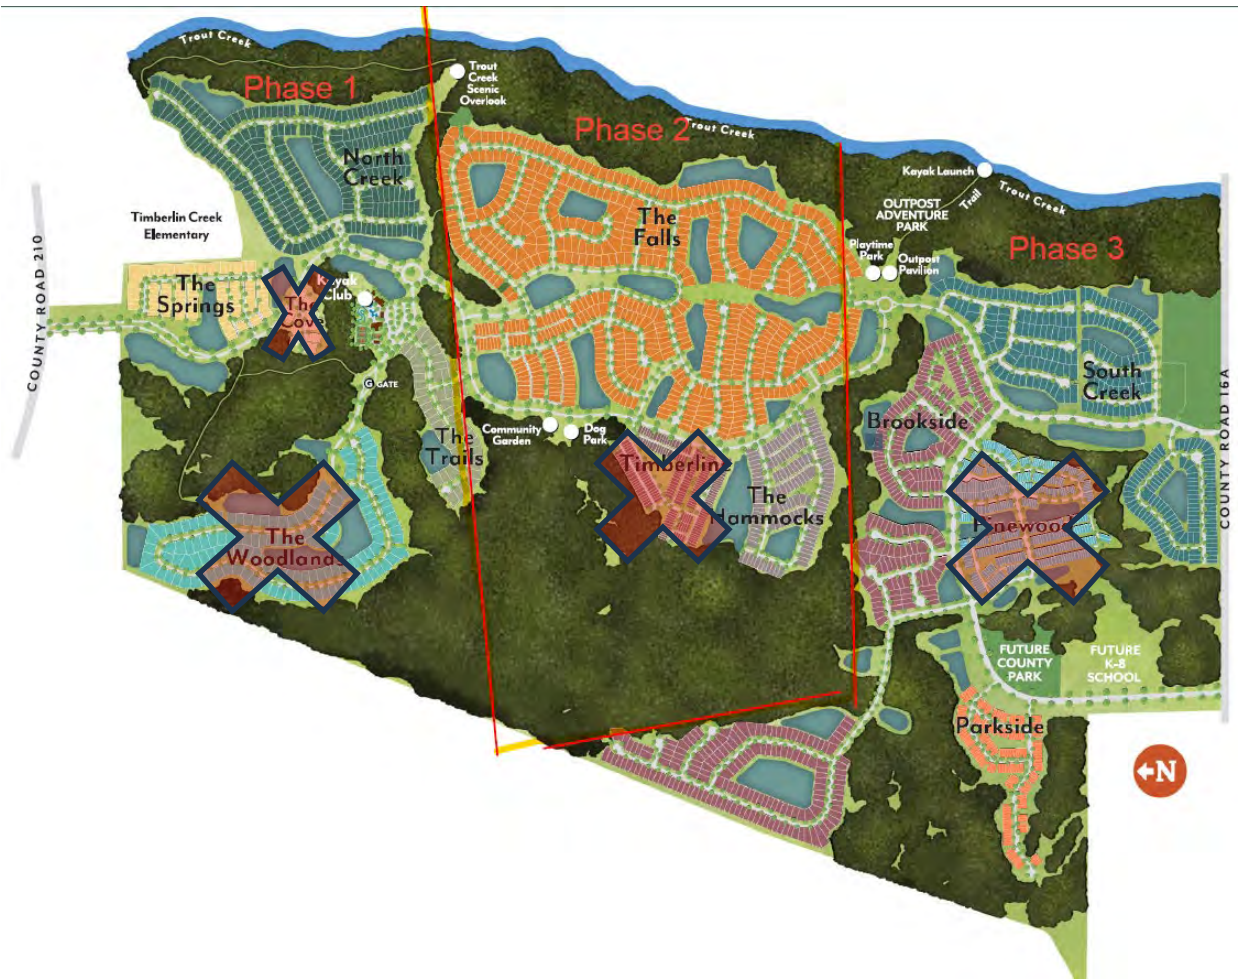 Trout Creek
Phase 1
Trout
Creek
Scenic
Overlook
Phase 2
Trout Creek
North
Creek
Kayak Launch
Trail
Trout Creek
OUTPOST
ADVENTURE
PARK
Timberlin Creek
Elementary
The
Falls
Phase 3
Playtime
Park
Outpost
Pavilion
COUNTY ROAD 210
The
Springs
The
Cove
Kayak
Club
G GATE
South
Creek
COUNTY ROAD 16A
Brookside
Community
Garden
Dog
Park
The
Trails
Timberline
The
Hammocks
The
Woodlands
Pinewood
FUTURE
COUNTY
PARK
FUTURE
K-8
SCHOOL
Parkside
N